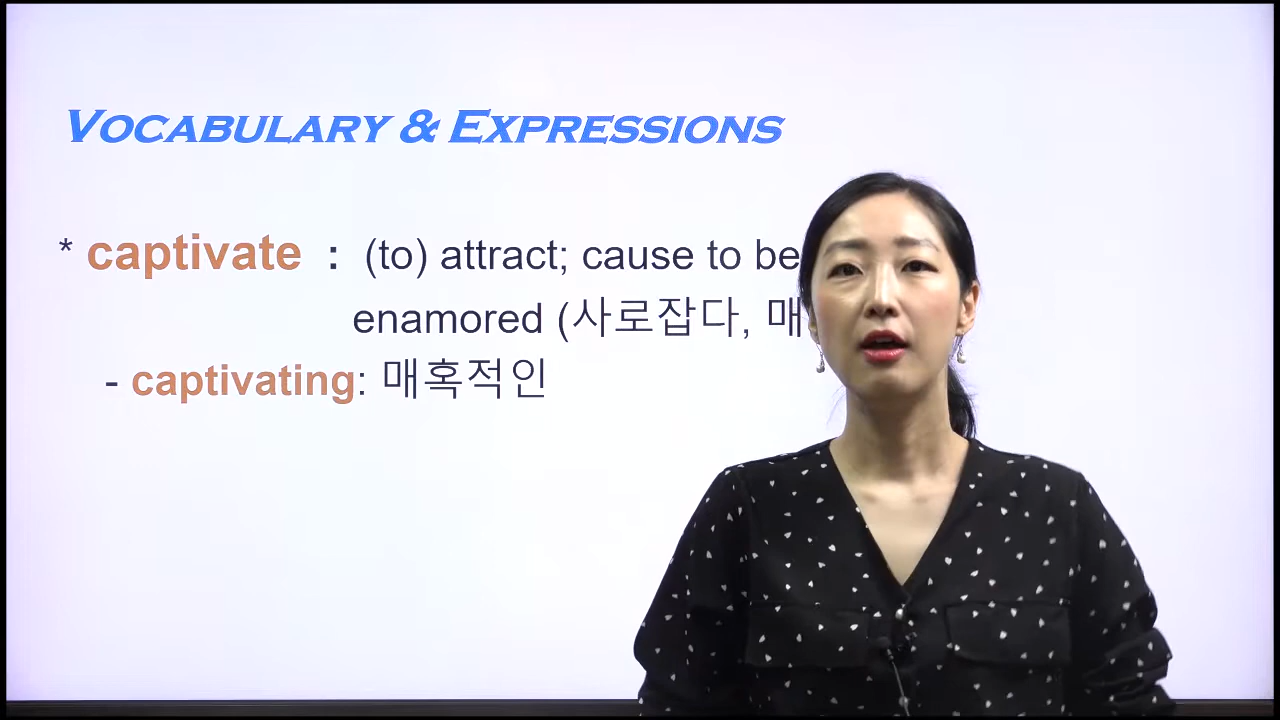 VOCABULARY & EXPRESSIONS
* captivate : (to) attract; cause to be
enamored (사로잡다, 매
- captivating: 매혹적인